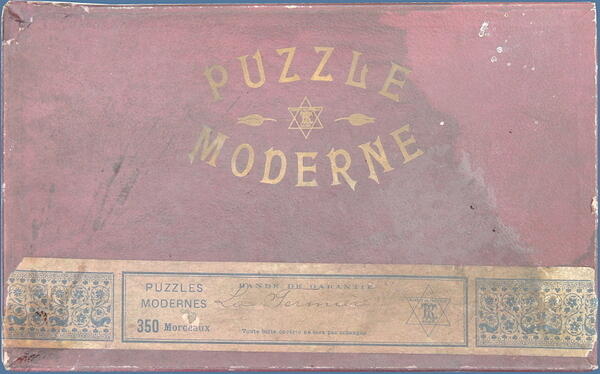 PUZZLE
MODERNE
PUZZLES
MODERNES
350 Morceaux
BANDE DE GARANTIE
Toute boîte ouverte ne sera pas échangée